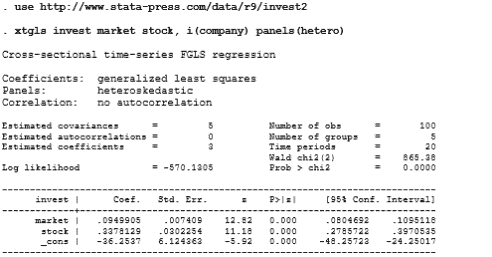 . use http://www.stata-press.com/data/r9/invest2
. xtgls invest market stock, i(company) panels(hetero)
Cross-sectional time-series FGLS regression
Coefficients: generalized least squares
Panels: heteroskedastic
Correlation: no autocorrelation
Estimated covariances = 5 Number of obs = 100
Estimated autocorrelations = 0 Number of groups = 5
Estimated coefficients = 3 Time periods = 20
Wald chi2(2) = 865.38
Log likelihood = -570.1305 Prob > chi2 = 0.0000
invest | Coef. Std. Err. z P>|z| [95% Conf. Interval]
market | .0949905 .007409 12.82 0.000 .0804692 .1095118
stock | .3378129 .0302254 11.18 0.000 .2785722 .3970535
_cons | -36.2537 6.124363 -5.92 0.000 -48.25723 -24.25017